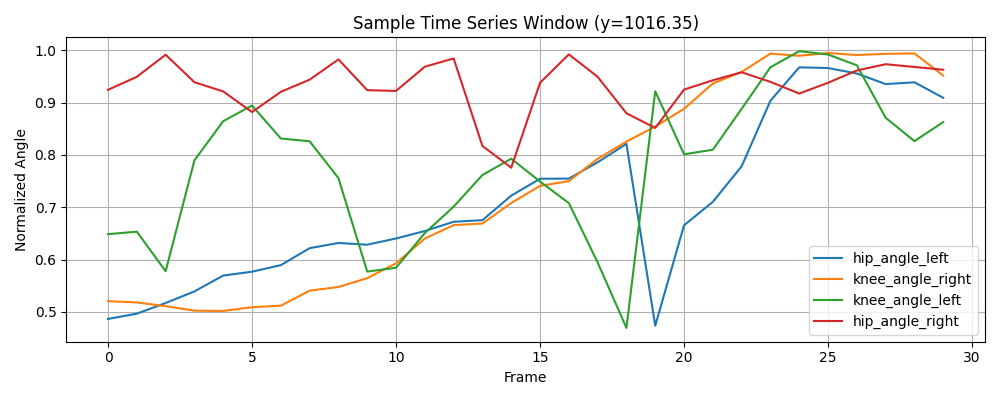 Sample Time Series Window (y=1016.35)
Normalized Angle
1.0
0.9
0.8
0.7
0.6
0.5
hip_angle_left
knee_angle_right
knee_angle_left
hip_angle_right
0 5 10 15 20 25 30
Frame